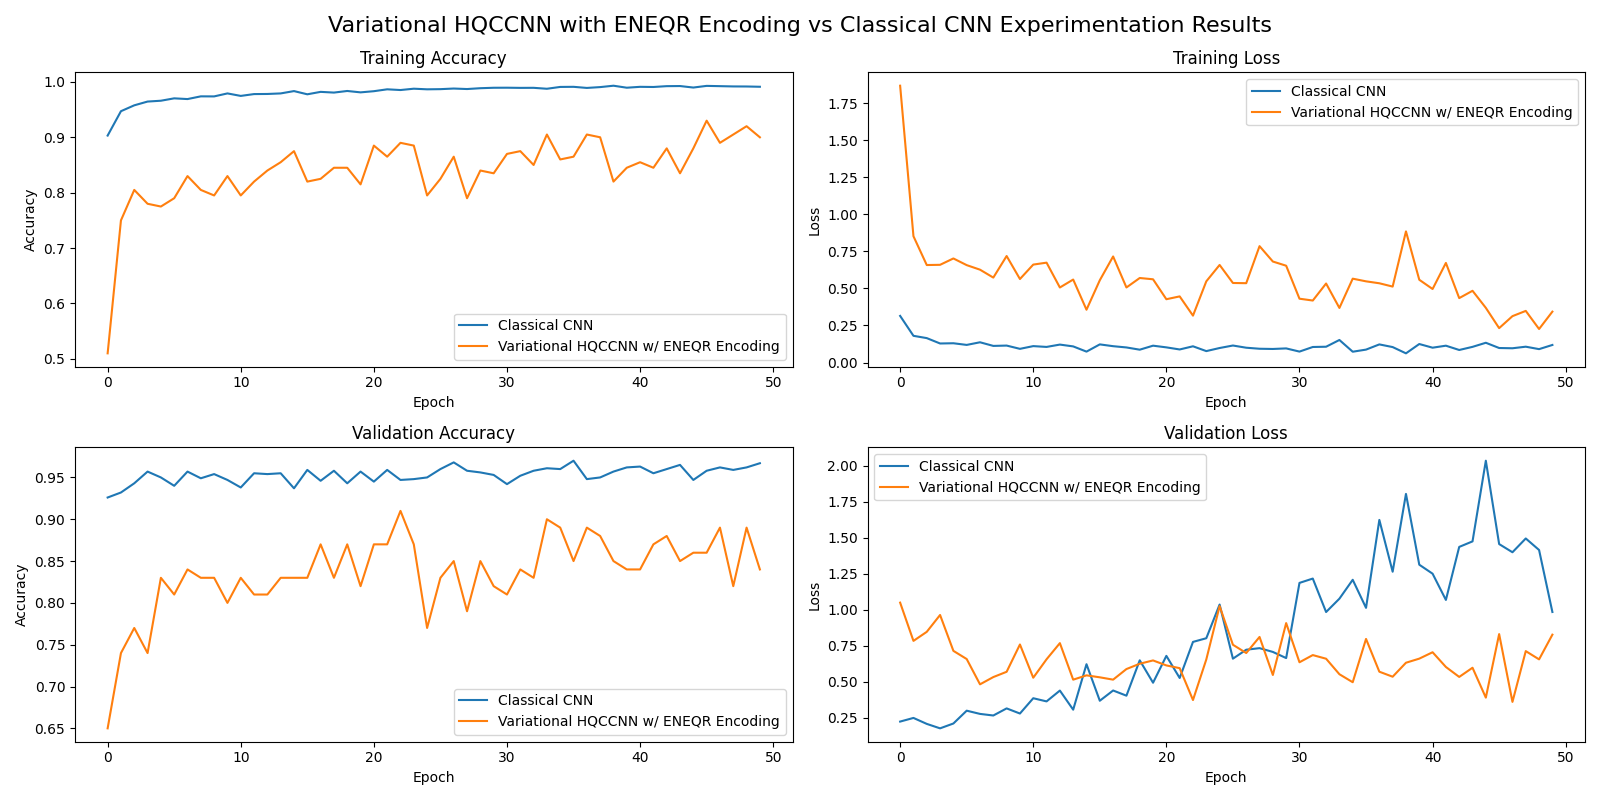 Variational HQCCNN with ENEQR Encoding vs Classical CNN Experimentation Results
Training Accuracy
1.0
0.9
0.8
0.7
0.6
0.5
Accuracy
Classical CNN
Variational HQCCNN w/ ENEQR Encoding
0 10 20 30 40 50
Epoch
Training Loss
1.75
1.50
1.25
1.00
0.75
0.50
0.25
0.00
Loss
Classical CNN
Variational HQCCNN w/ ENEQR Encoding
0 10 20 30 40 50
Epoch
Validation Accuracy
0.95
0.90
0.85
0.80
0.75
0.70
0.65
Accuracy
Classical CNN
Variational HQCCNN w/ ENEQR Encoding
0 10 20 30 40 50
Epoch
Validation Loss
2.00
1.75
1.50
1.25
1.00
0.75
0.50
0.25
Loss
Classical CNN
Variational HQCCNN w/ ENEQR Encoding
0 10 20 30 40 50
Epoch